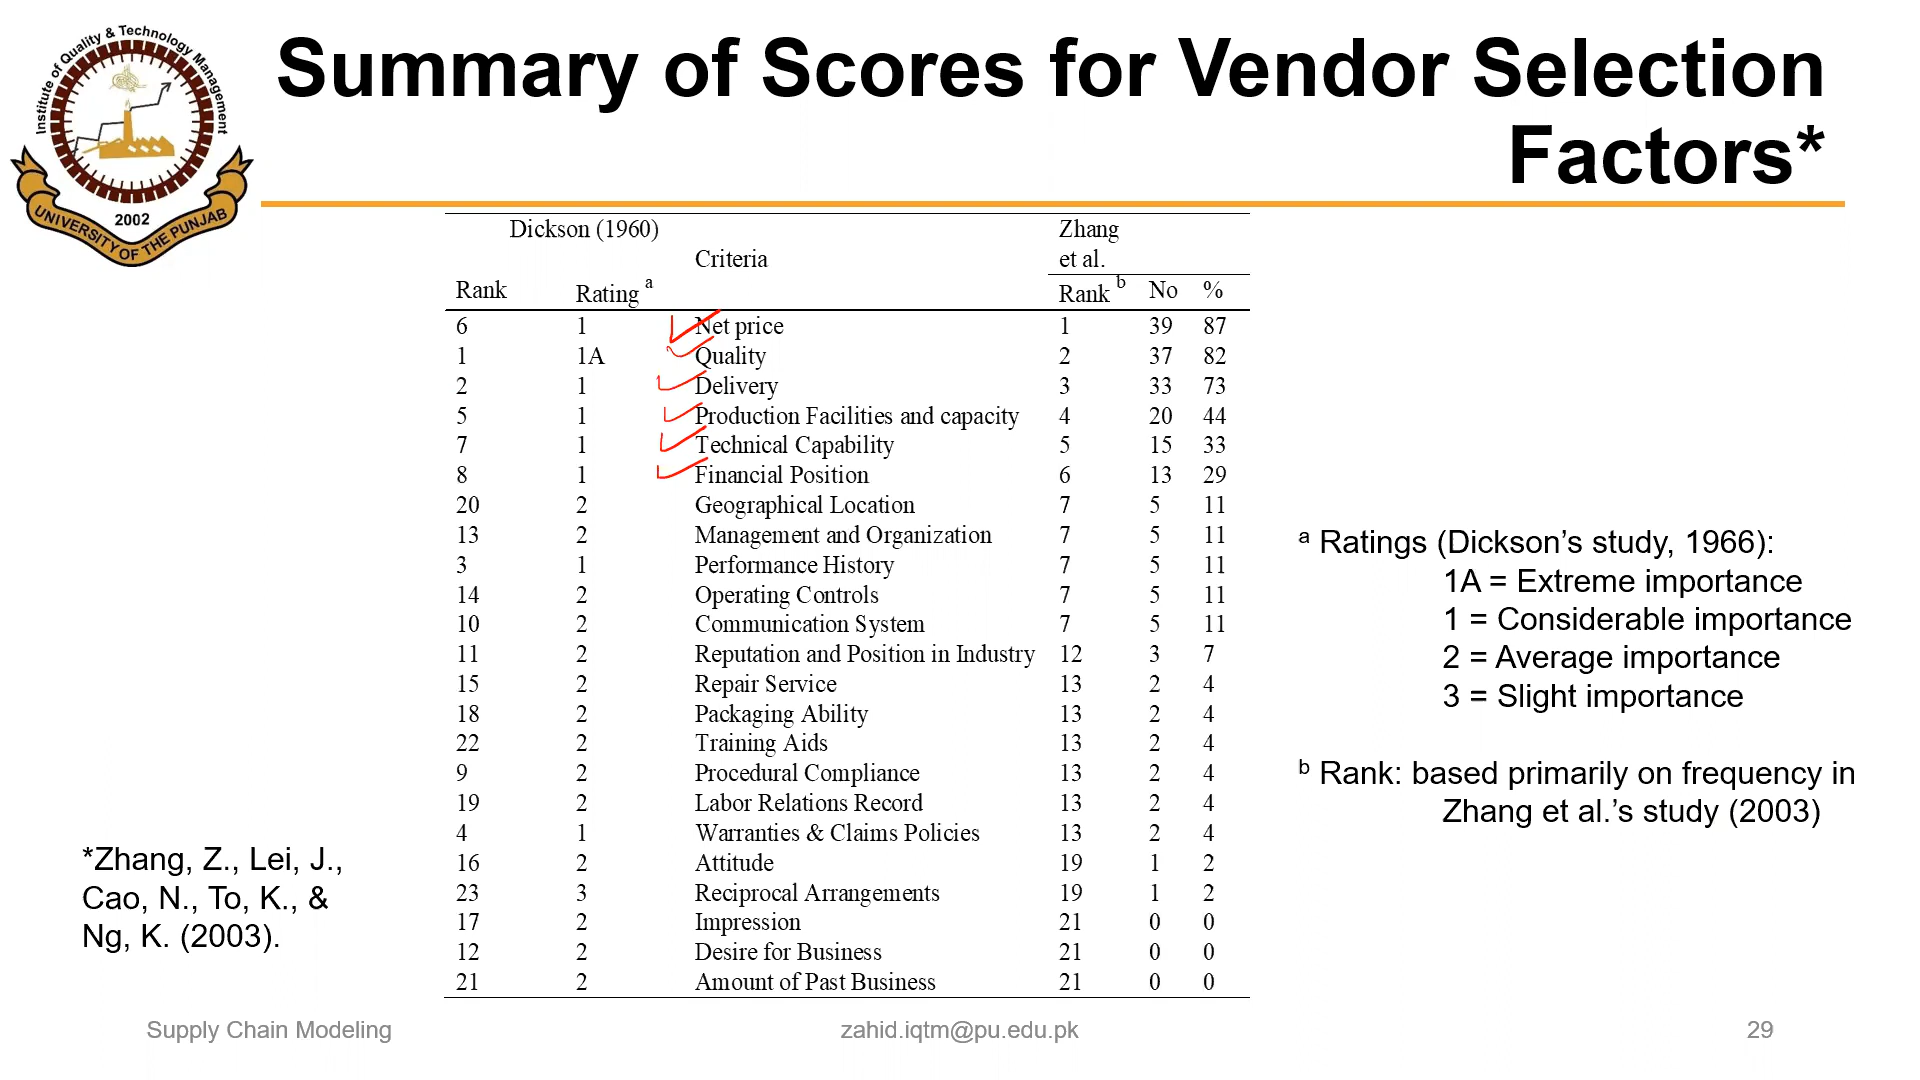 Institute of Quality & Technology Management
2002
UNIVERSITY OF THE PUNJAB
Summary of Scores for Vendor Selection
Factors*
Dickson (1960) Zhang
Criteria et al.
Rank Rating a Rank b No %
6 1 Net price 1 39 87
1 1A Quality 2 37 82
2 1 Delivery 3 33 73
5 1 Production Facilities and capacity 4 20 44
7 1 Technical Capability 5 15 33
8 1 Financial Position 6 13 29
20 2 Geographical Location 7 5 11
13 2 Management and Organization 7 5 11
3 1 Performance History 7 5 11
14 2 Operating Controls 7 5 11
10 2 Communication System 7 5 11
11 2 Reputation and Position in Industry 12 3 7
15 2 Repair Service 13 2 4
18 2 Packaging Ability 13 2 4
22 2 Training Aids 13 2 4
9 2 Procedural Compliance 13 2 4
19 2 Labor Relations Record 13 2 4
4 1 Warranties & Claims Policies 13 2 4
16 2 Attitude 19 1 2
23 3 Reciprocal Arrangements 19 1 2
17 2 Impression 21 0 0
12 2 Desire for Business 21 0 0
21 2 Amount of Past Business 21 0 0
a Ratings (Dickson’s study, 1966):
1A = Extreme importance
1 = Considerable importance
2 = Average importance
3 = Slight importance
b Rank: based primarily on frequency in
Zhang et al.’s study (2003)
*Zhang, Z., Lei, J.,
Cao, N., To, K., &
Ng, K. (2003).
Supply Chain Modeling
zahid.iqtm@pu.edu.pk
29